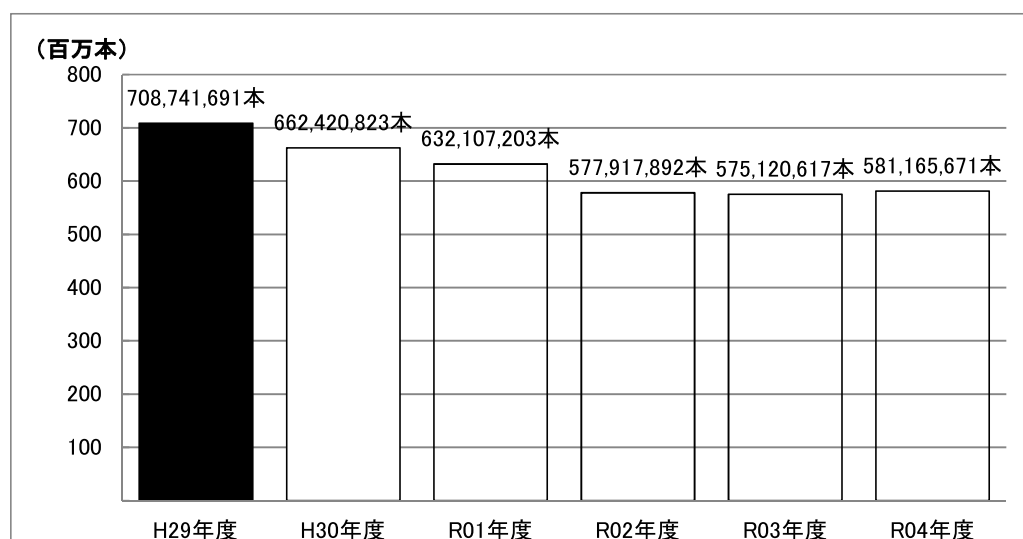 （百万本）
800
708,741,691本
700
662,420,823本
632,107,203本
577,917,892本
575,120,617本
581,165,671本
600
500
400
300
200
100
H29年度 H30年度 R01年度 R02年度 R03年度 R04年度